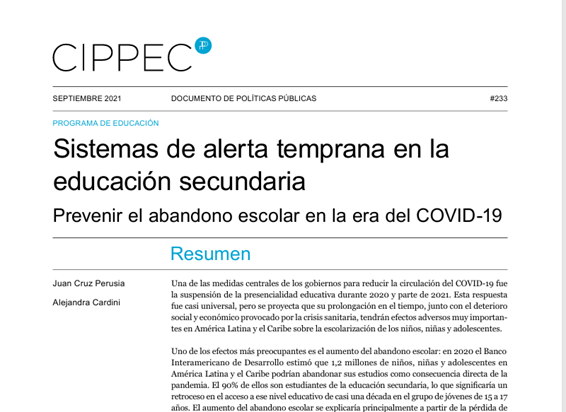 CIPPEC
SEPTIEMBRE 2021 DOCUMENTO DE POLÍTICAS PÚBLICAS #233
PROGRAMA DE EDUCACIÓN
Sistemas de alerta temprana en la
educación secundaria
Prevenir el abandono escolar en la era del COVID-19
Resumen
Juan Cruz Perusia
Alejandra Cardini
Una de las medidas centrales de los gobiernos para reducir la circulación del COVID-19 fue
la suspensión de la presencialidad educativa durante 2020 y parte de 2021. Esta respuesta
fue casi universal, pero se proyecta que su prolongación en el tiempo, junto con el deterioro
social y económico provocado por la crisis sanitaria, tendrán efectos adversos muy importan-
tes en América Latina y el Caribe sobre la escolarización de los niños, niñas y adolescentes.
Uno de los efectos más preocupantes es el aumento del abandono escolar: en 2020 el Banco
Interamericano de Desarrollo estimó que 1,2 millones de niños, niñas y adolescentes en
América Latina y el Caribe podrían abandonar sus estudios como consecuencia directa de la
pandemia. El 90% de ellos son estudiantes de la educación secundaria, lo que significaría un
retroceso en el acceso a ese nivel educativo de casi una década en el grupo de jóvenes de 15 a 17
años. El aumento del abandono escolar se explicaría principalmente a partir de la pérdida de